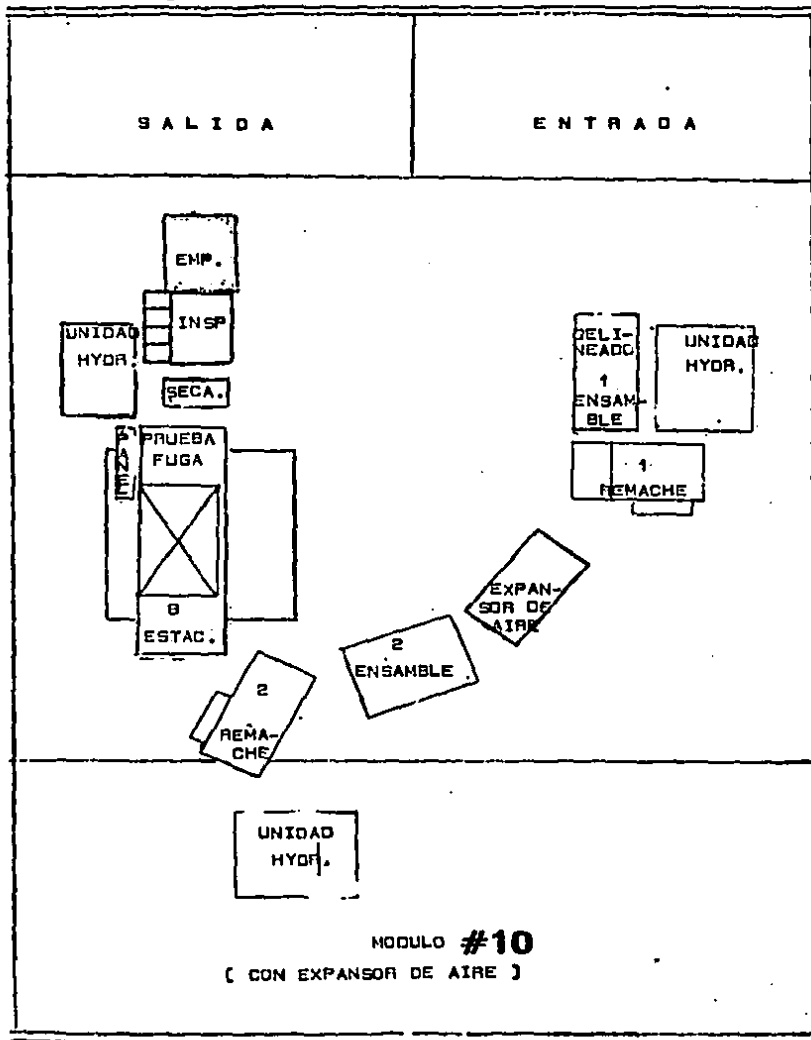 SALIDA
ENTRADA
EMP.
INSP
UNIDAD
HYDR.
SECA.
PANEL
PRUEBA
FUGA
8
ESTAC.
DELI-
NEADO
1
ENSAM-
BLE
UNIDAD
HYDR.
1
REMACHE
EXPAN-
SOR DE
AIRE
2
ENSAMBLE
2
REMA-
CHE
UNIDAD
HYDR.
MODULO #10
( CON EXPANSOR DE AIRE )